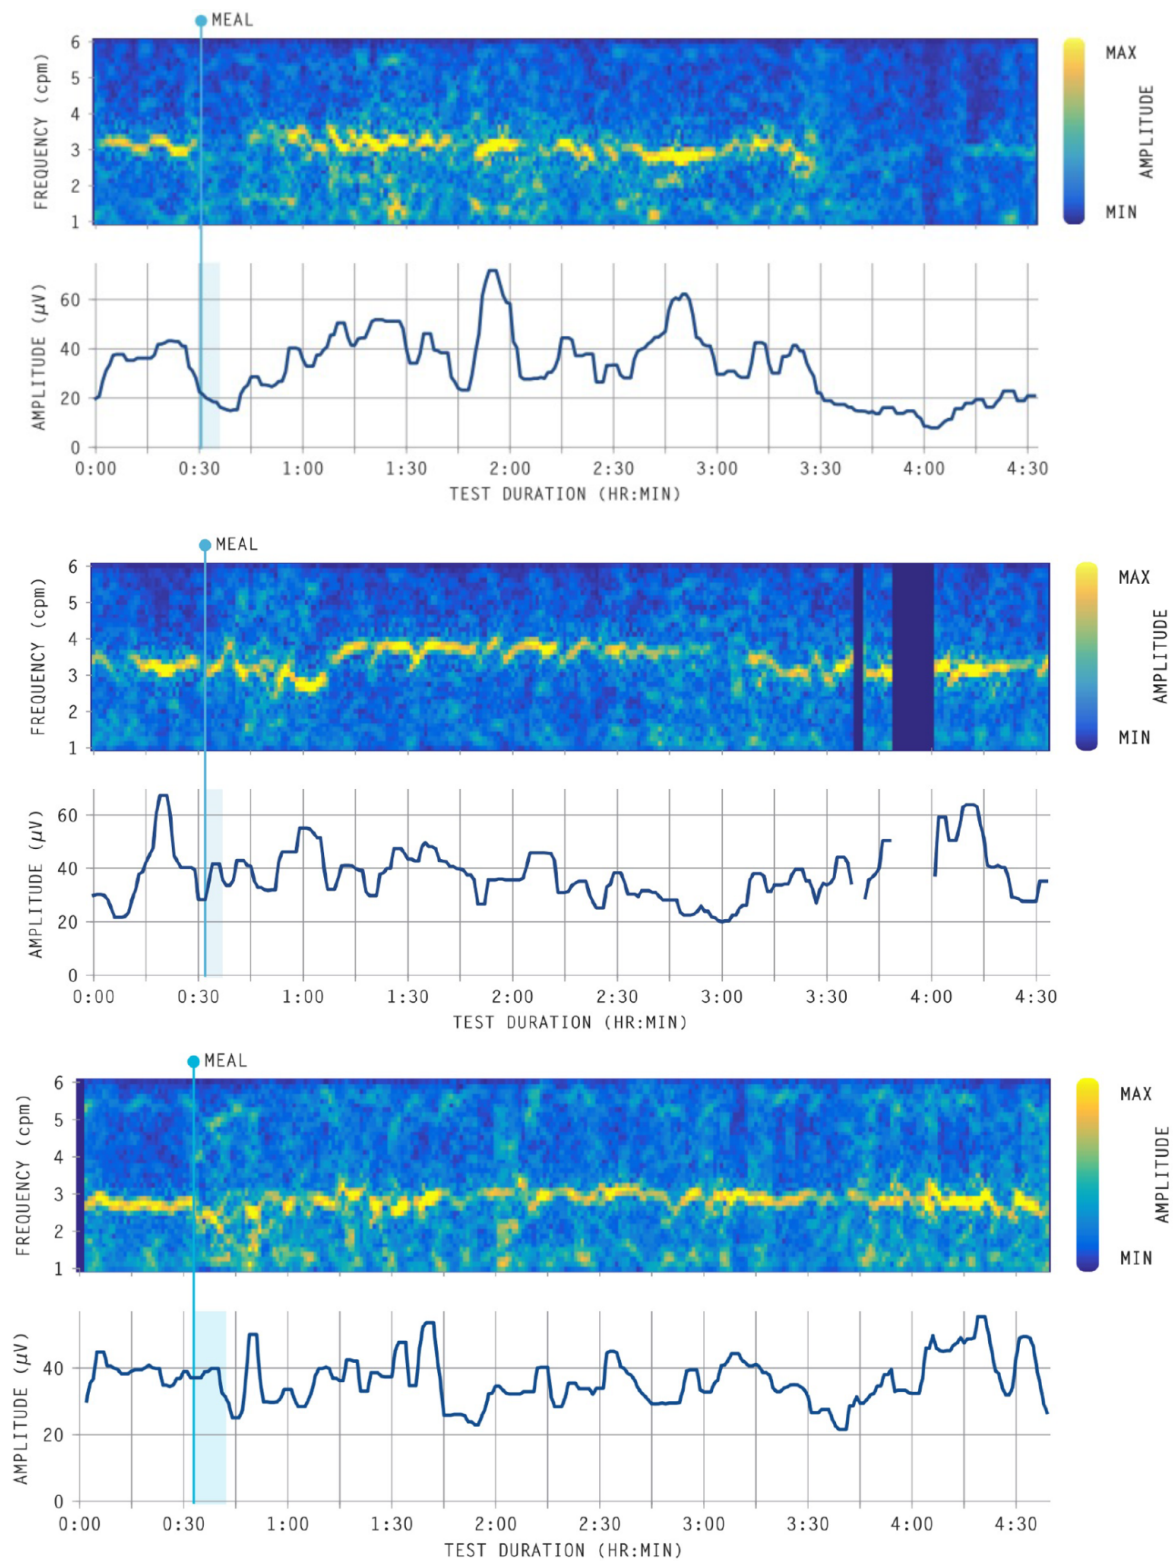 MEAL
FREQUENCY (cpm)
6
5
4
3
2
1
MAX
AMPLITUDE
MIN
AMPLITUDE (μV)
60
40
20
0
0:00 0:30 1:00 1:30 2:00 2:30 3:00 3:30 4:00 4:30
TEST DURATION (HR:MIN)
MEAL
FREQUENCY (cpm)
6
5
4
3
2
1
MAX
AMPLITUDE
MIN
AMPLITUDE (μV)
60
40
20
0
0:00 0:30 1:00 1:30 2:00 2:30 3:00 3:30 4:00 4:30
TEST DURATION (HR:MIN)
MEAL
FREQUENCY (cpm)
6
5
4
3
2
1
MAX
AMPLITUDE
MIN
AMPLITUDE (μV)
40
20
0
0:00 0:30 1:00 1:30 2:00 2:30 3:00 3:30 4:00 4:30
TEST DURATION (HR:MIN)